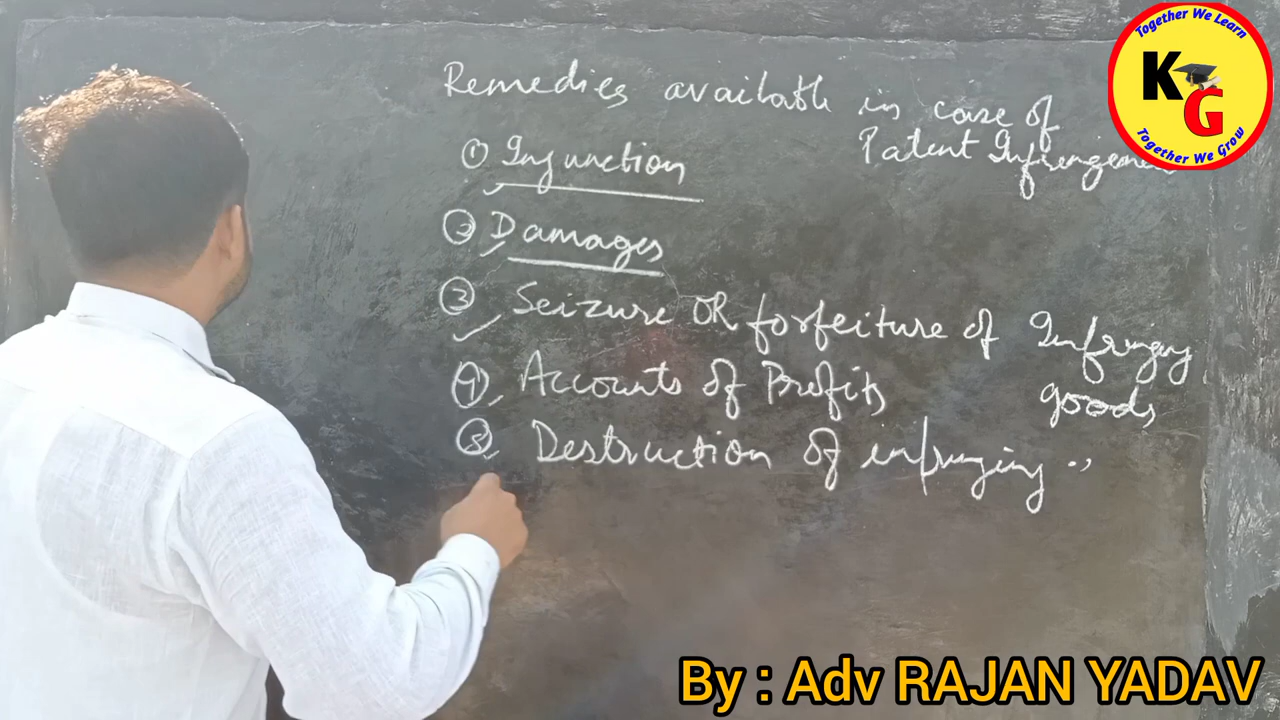 Remedies available in case of
Patent Infringement
① Injunction
② Damages
③ Seizure OR forfeiture of Infringing
goods
④ Accounts of Profits
⑤ Destruction of infringing ,,
Together We Learn
KG
Together We Grow
By : Adv RAJAN YADAV